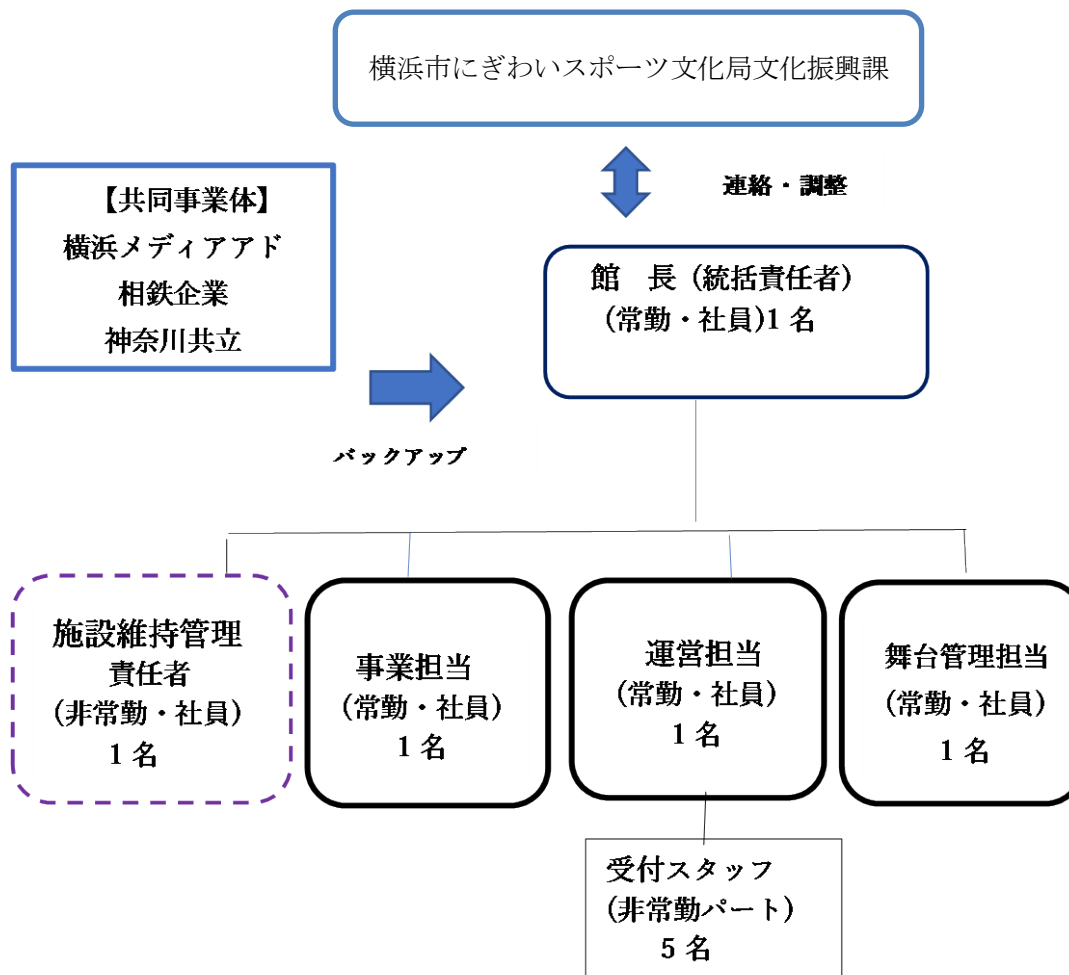 横浜市にぎわいスポーツ文化局文化振興課
連絡・調整
【共同事業体】
横浜メディアアド
相鉄企業
神奈川共立
館　長 (統括責任者)
(常勤・社員)1 名
バックアップ
施設維持管理
責任者
(非常勤・社員)
1 名
事業担当
(常勤・社員)
1 名
運営担当
(常勤・社員)
1 名
舞台管理担当
(常勤・社員)
1 名
受付スタッフ
(非常勤パート)
5 名